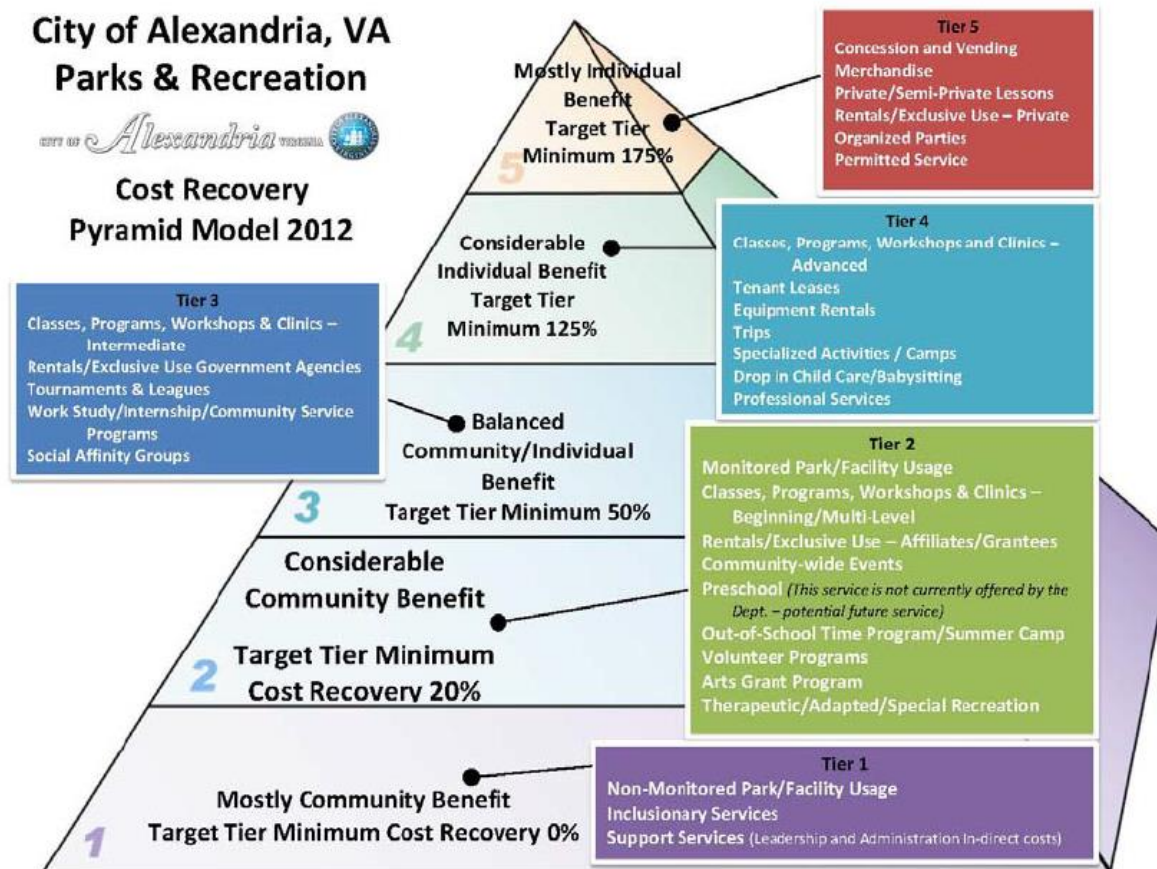 City of Alexandria, VA
Parks & Recreation
CITY OF Alexandria VIRGINIA
Cost Recovery
Pyramid Model 2012
Mostly Individual
Benefit
Target Tier
Minimum 175%
5
Tier 5
Concession and Vending
Merchandise
Private/Semi-Private Lessons
Rentals/Exclusive Use – Private
Organized Parties
Permitted Service
Considerable
Individual Benefit
Target Tier
Minimum 125%
4
Tier 4
Classes, Programs, Workshops and Clinics –
Advanced
Tenant Leases
Equipment Rentals
Trips
Specialized Activities / Camps
Drop in Child Care/Babysitting
Professional Services
Tier 3
Classes, Programs, Workshops & Clinics –
Intermediate
Rentals/Exclusive Use Government Agencies
Tournaments & Leagues
Work Study/Internship/Community Service
Programs
Social Affinity Groups
Balanced
Community/Individual
Benefit
Target Tier Minimum 50%
3
Tier 2
Monitored Park/Facility Usage
Classes, Programs, Workshops & Clinics –
Beginning/Multi-Level
Rentals/Exclusive Use – Affiliates/Grantees
Community-wide Events
Preschool (This service is not currently offered by the
Dept. – potential future service)
Out-of-School Time Program/Summer Camp
Volunteer Programs
Arts Grant Program
Therapeutic/Adapted/Special Recreation
Considerable
Community Benefit
Target Tier Minimum
Cost Recovery 20%
2
Tier 1
Non-Monitored Park/Facility Usage
Inclusionary Services
Support Services (Leadership and Administration In-direct costs)
Mostly Community Benefit
Target Tier Minimum Cost Recovery 0%
1